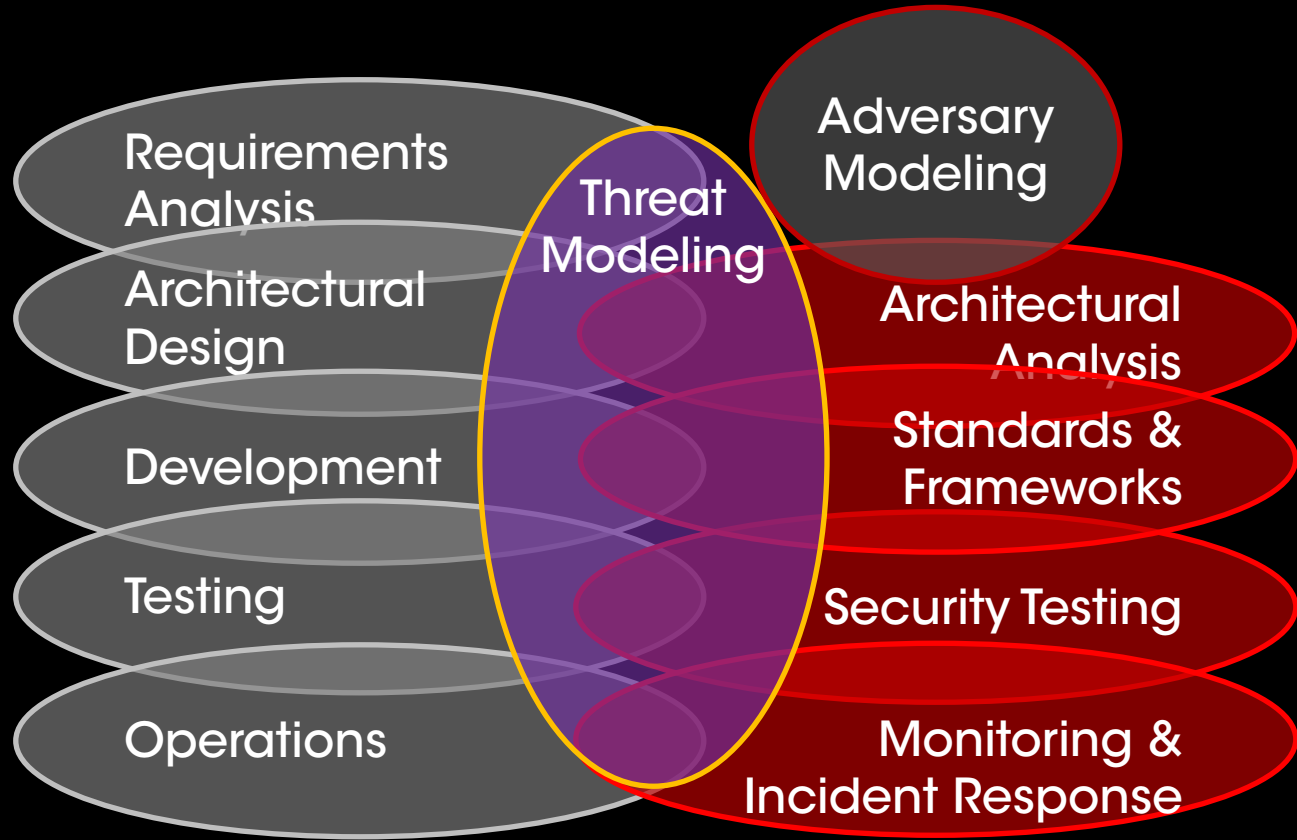 Requirements
Analysis
Architectural
Design
Development
Testing
Operations
Threat
Modeling
Adversary
Modeling
Architectural
Analysis
Standards &
Frameworks
Security Testing
Monitoring &
Incident Response